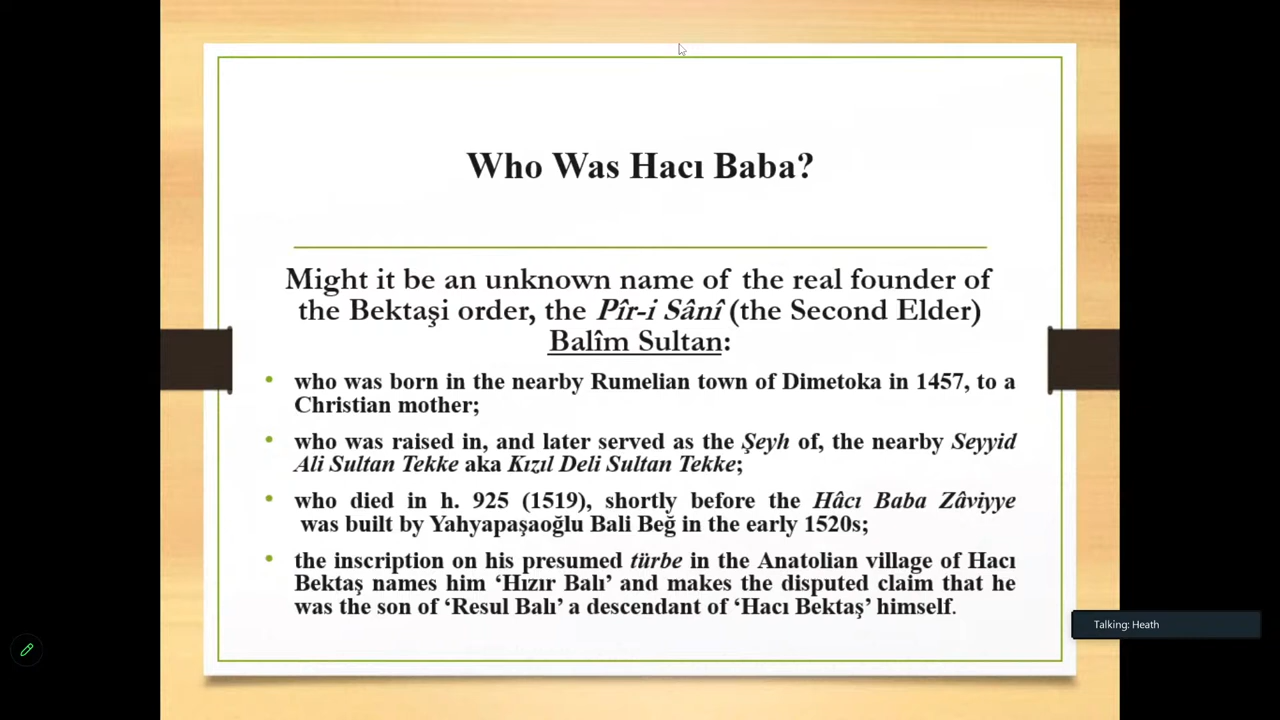 Who Was Hacı Baba?
Might it be an unknown name of the real founder of
the Bektaşi order, the Pîr-i Sânî (the Second Elder)
Balîm Sultan:
• who was born in the nearby Rumelian town of Dimetoka in 1457, to a
Christian mother;
• who was raised in, and later served as the Şeyh of, the nearby Seyyid
Ali Sultan Tekke aka Kızıl Deli Sultan Tekke;
• who died in h. 925 (1519), shortly before the Hâcı Baba Zâviyye
was built by Yahyapaşaoğlu Bali Beğ in the early 1520s;
• the inscription on his presumed türbe in the Anatolian village of Hacı
Bektaş names him ‘Hızır Balı’ and makes the disputed claim that he
was the son of ‘Resul Balı’ a descendant of ‘Hacı Bektaş’ himself.
Talking: Heath